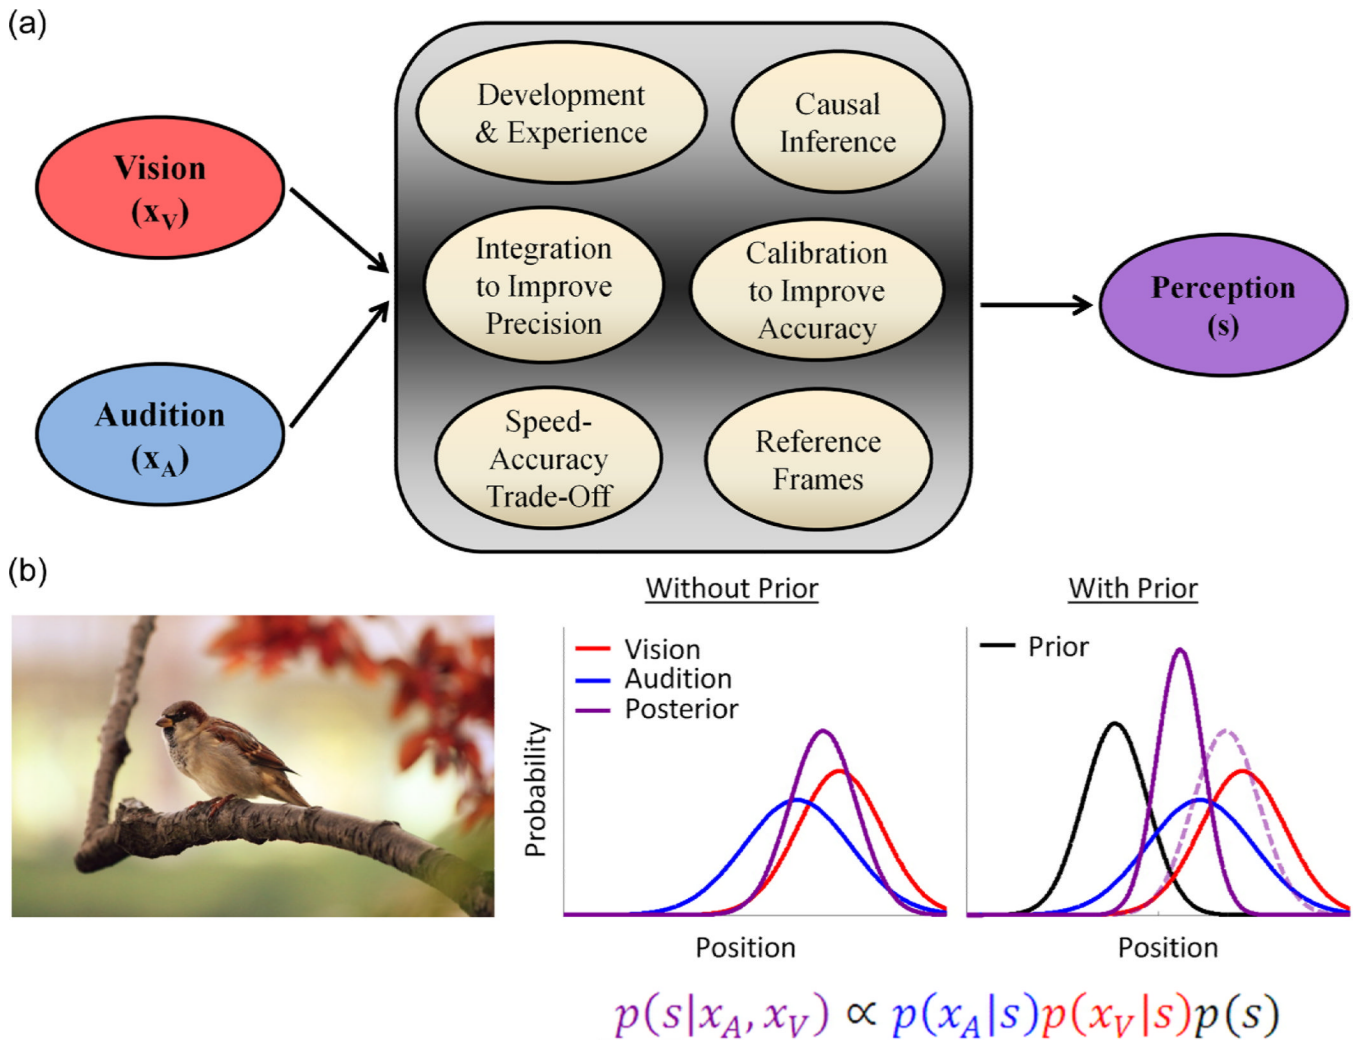 (a)
Vision
(xV)
Audition
(xA)
Development
& Experience
Causal
Inference
Integration
to Improve
Precision
Calibration
to Improve
Accuracy
Speed-
Accuracy
Trade-Off
Reference
Frames
Perception
(s)
(b)
Without Prior
Vision
Audition
Posterior
Probability
Position
With Prior
Prior
Position
p(s|xA, xV) ∝ p(xA|s)p(xV|s)p(s)